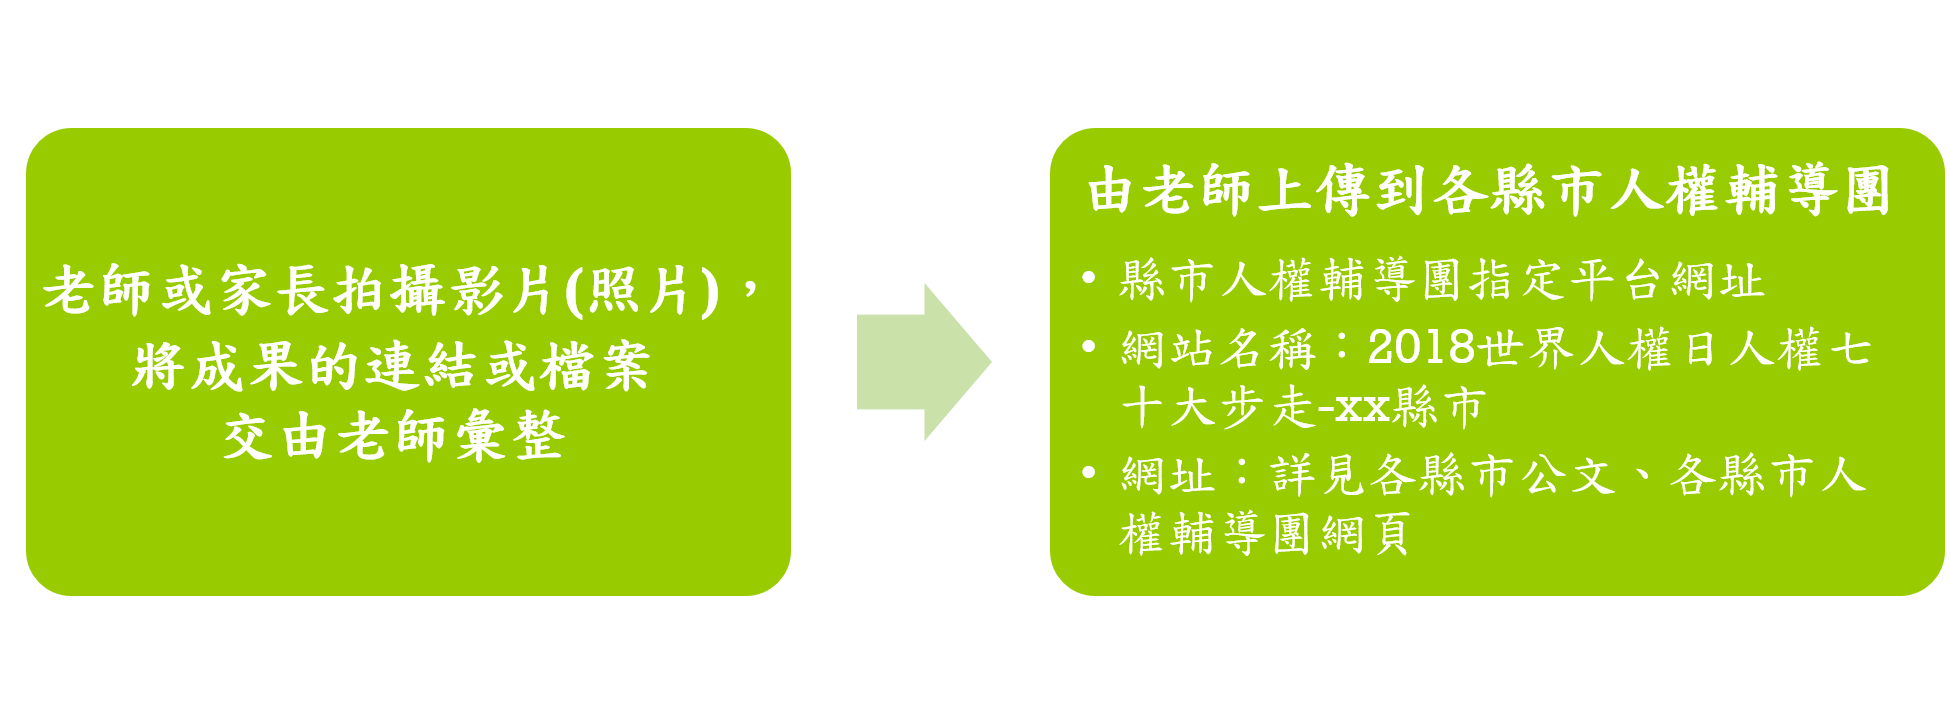 老師或家長拍攝影片(照片)，
將成果的連結或檔案
交由老師彙整
由老師上傳到各縣市人權輔導團
• 縣市人權輔導團指定平台網址
• 網站名稱：2018世界人權日人權七
十大步走-xx縣市
• 網址：詳見各縣市公文、各縣市人
權輔導團網頁